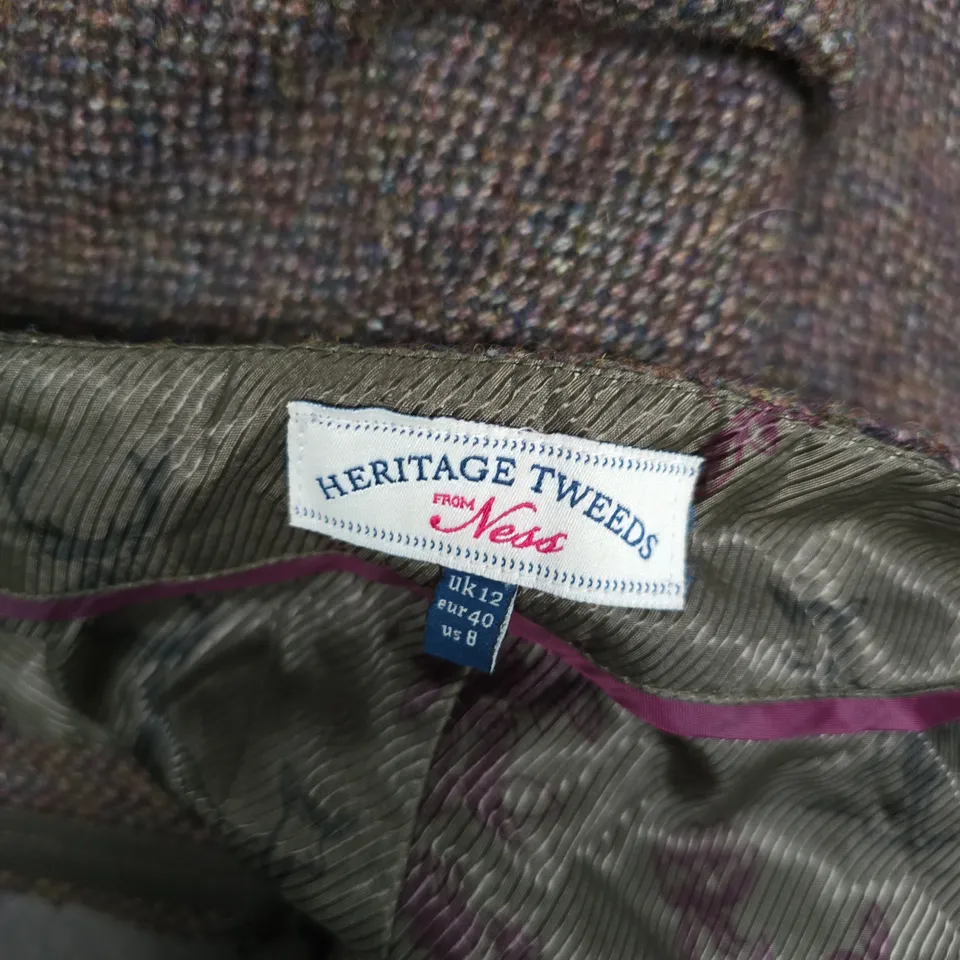 HERITAGE TWEEDS
FROM Ness
uk 12
eur 40
us 8